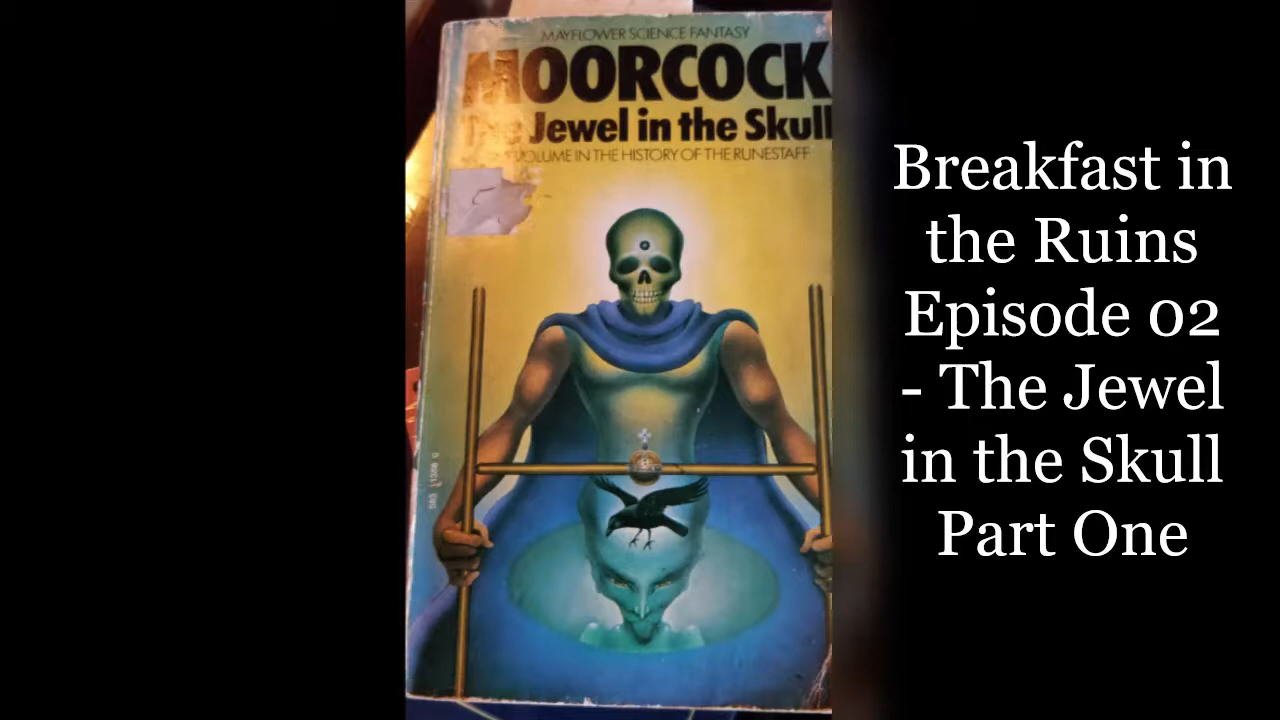 MAYFLOWER SCIENCE FANTASY
MOORCOCK
The Jewel in the Skull
VOLUME IN THE HISTORY OF THE RUNESTAFF
Breakfast in
the Ruins
Episode 02
- The Jewel
in the Skull
Part One